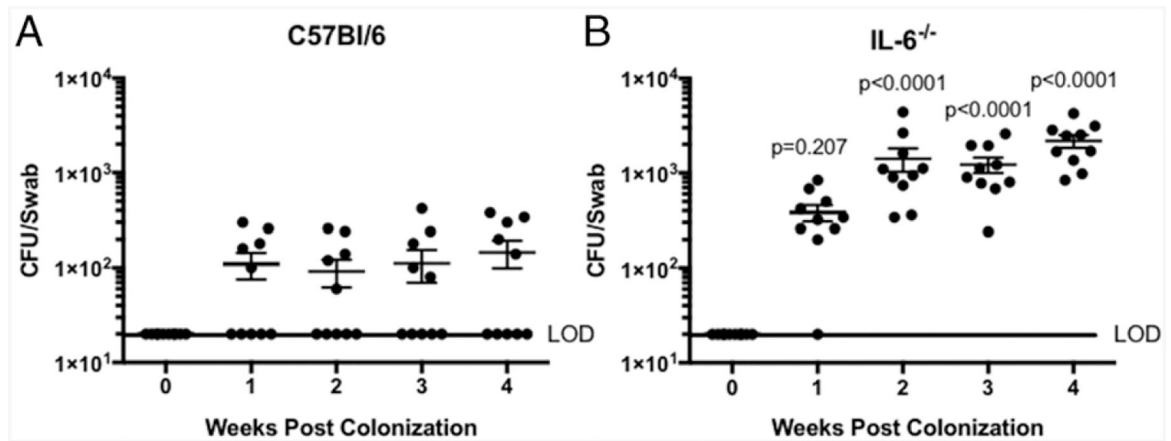 A
C57Bl/6
CFU/Swab
1×10⁴
1×10³
1×10²
1×10¹
LOD
0 1 2 3 4
Weeks Post Colonization
B
IL-6⁻/⁻
CFU/Swab
1×10⁴
1×10³
1×10²
1×10¹
p=0.207
p<0.0001
p<0.0001
p<0.0001
LOD
0 1 2 3 4
Weeks Post Colonization